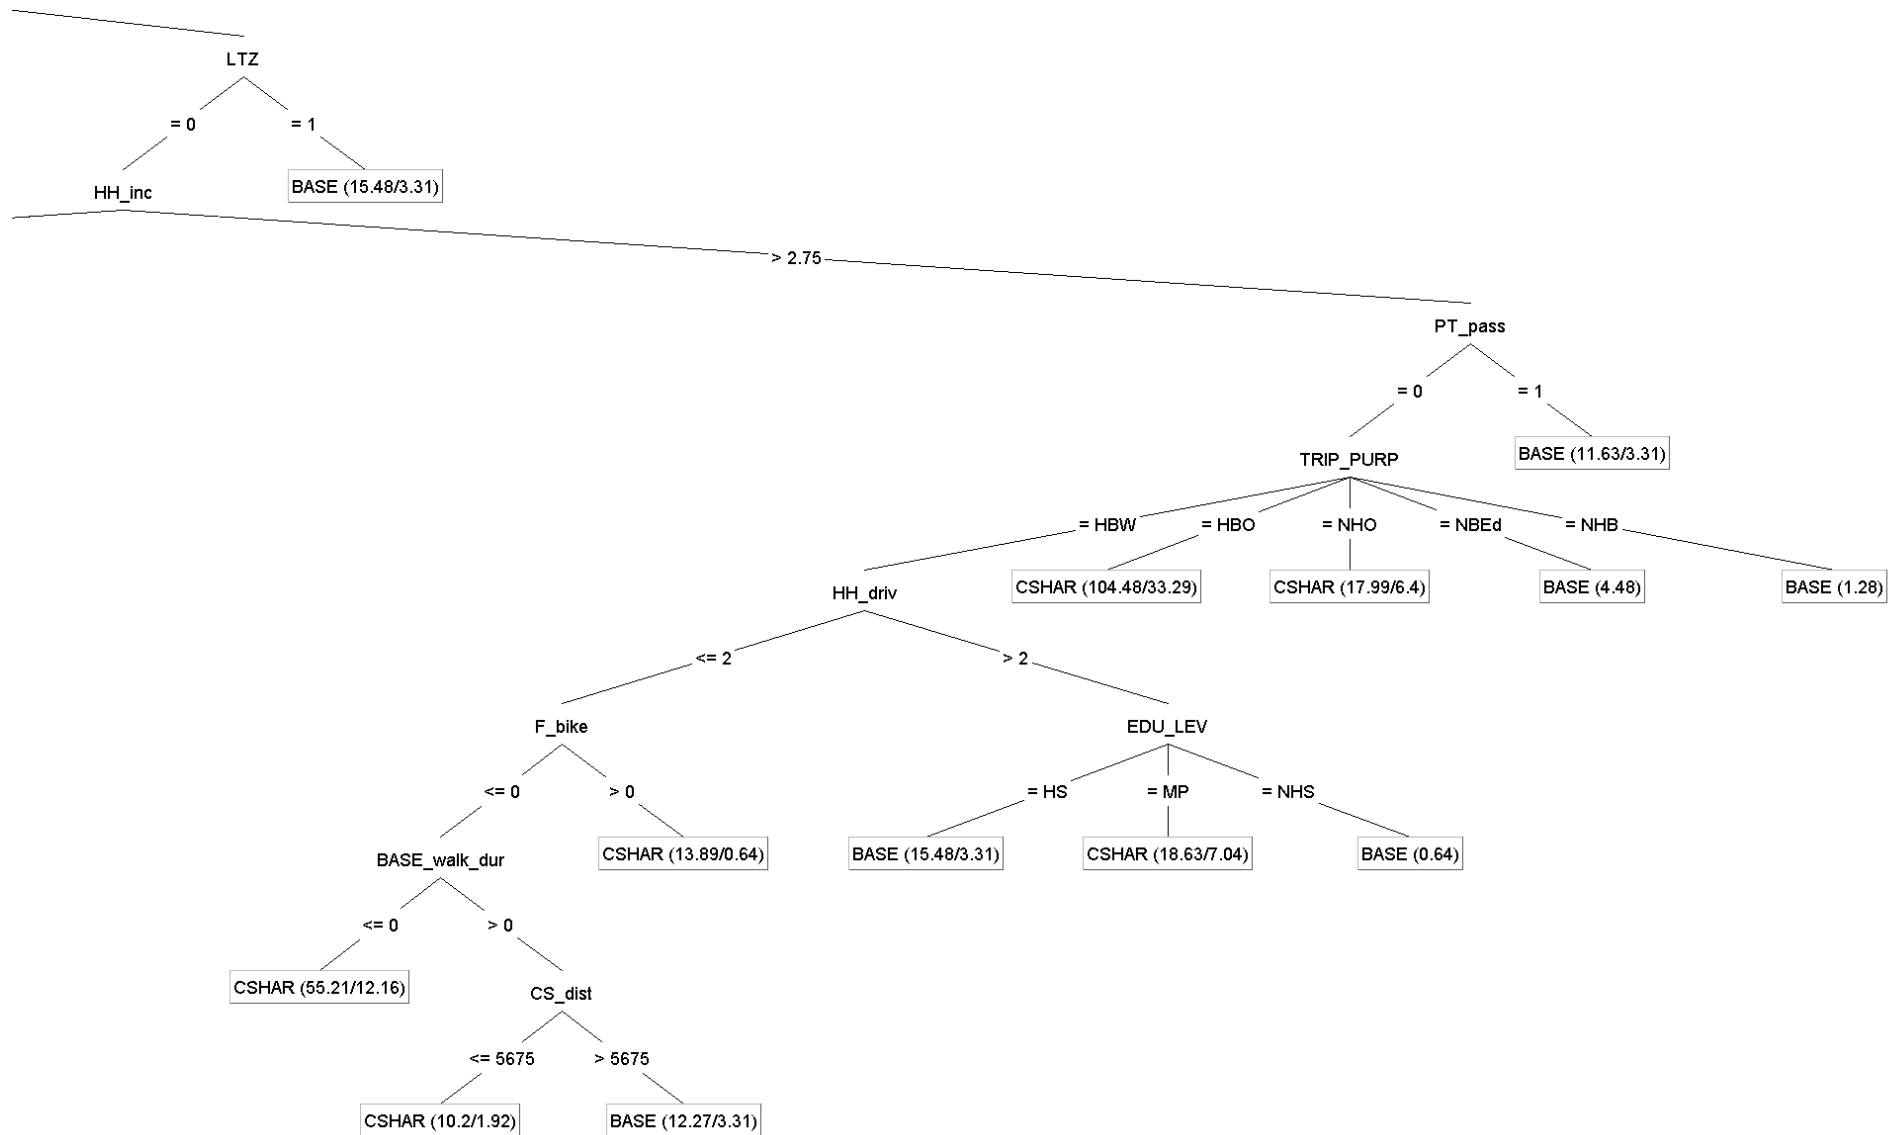 LTZ
= 0
= 1
BASE (15.48/3.31)
HH_inc
> 2.75
PT_pass
= 0
= 1
BASE (11.63/3.31)
TRIP_PURP
= HBW
= HBO
= NHO
= NBEd
= NHB
CSHAR (104.48/33.29)
CSHAR (17.99/6.4)
BASE (4.48)
BASE (1.28)
HH_driv
<= 2
> 2
F_bike
EDU_LEV
<= 0
> 0
= HS
= MP
= NHS
CSHAR (13.89/0.64)
BASE (15.48/3.31)
CSHAR (18.63/7.04)
BASE (0.64)
BASE_walk_dur
<= 0
> 0
CSHAR (55.21/12.16)
CS_dist
<= 5675
> 5675
CSHAR (10.2/1.92)
BASE (12.27/3.31)